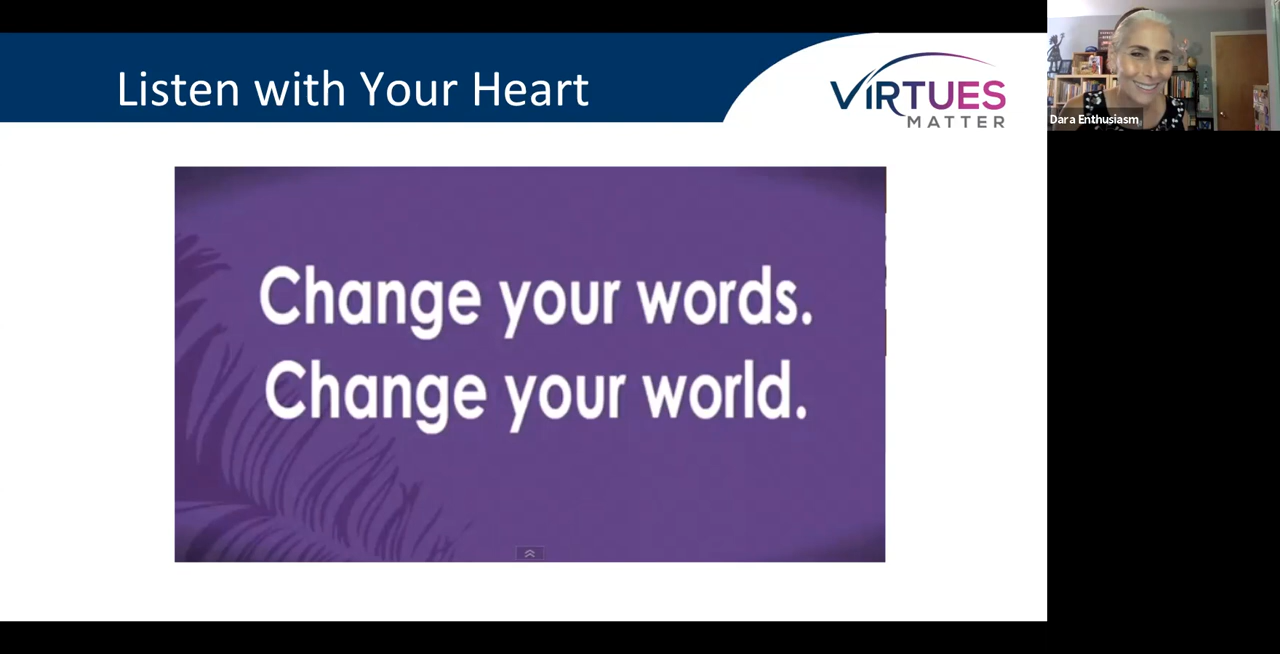 Listen with Your Heart
VIRTUES
MATTER
Dara Enthusiasm
Change your words.
Change your world.